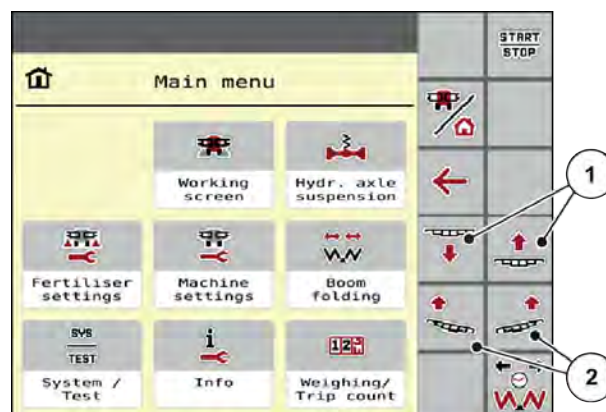 START
STOP
Main menu
Working
screen
Hydr. axle
suspension
1
Fertiliser
settings
Machine
settings
Boom
folding
SYS
TEST
System /
Test
i
Info
123
Weighing/
Trip count
2